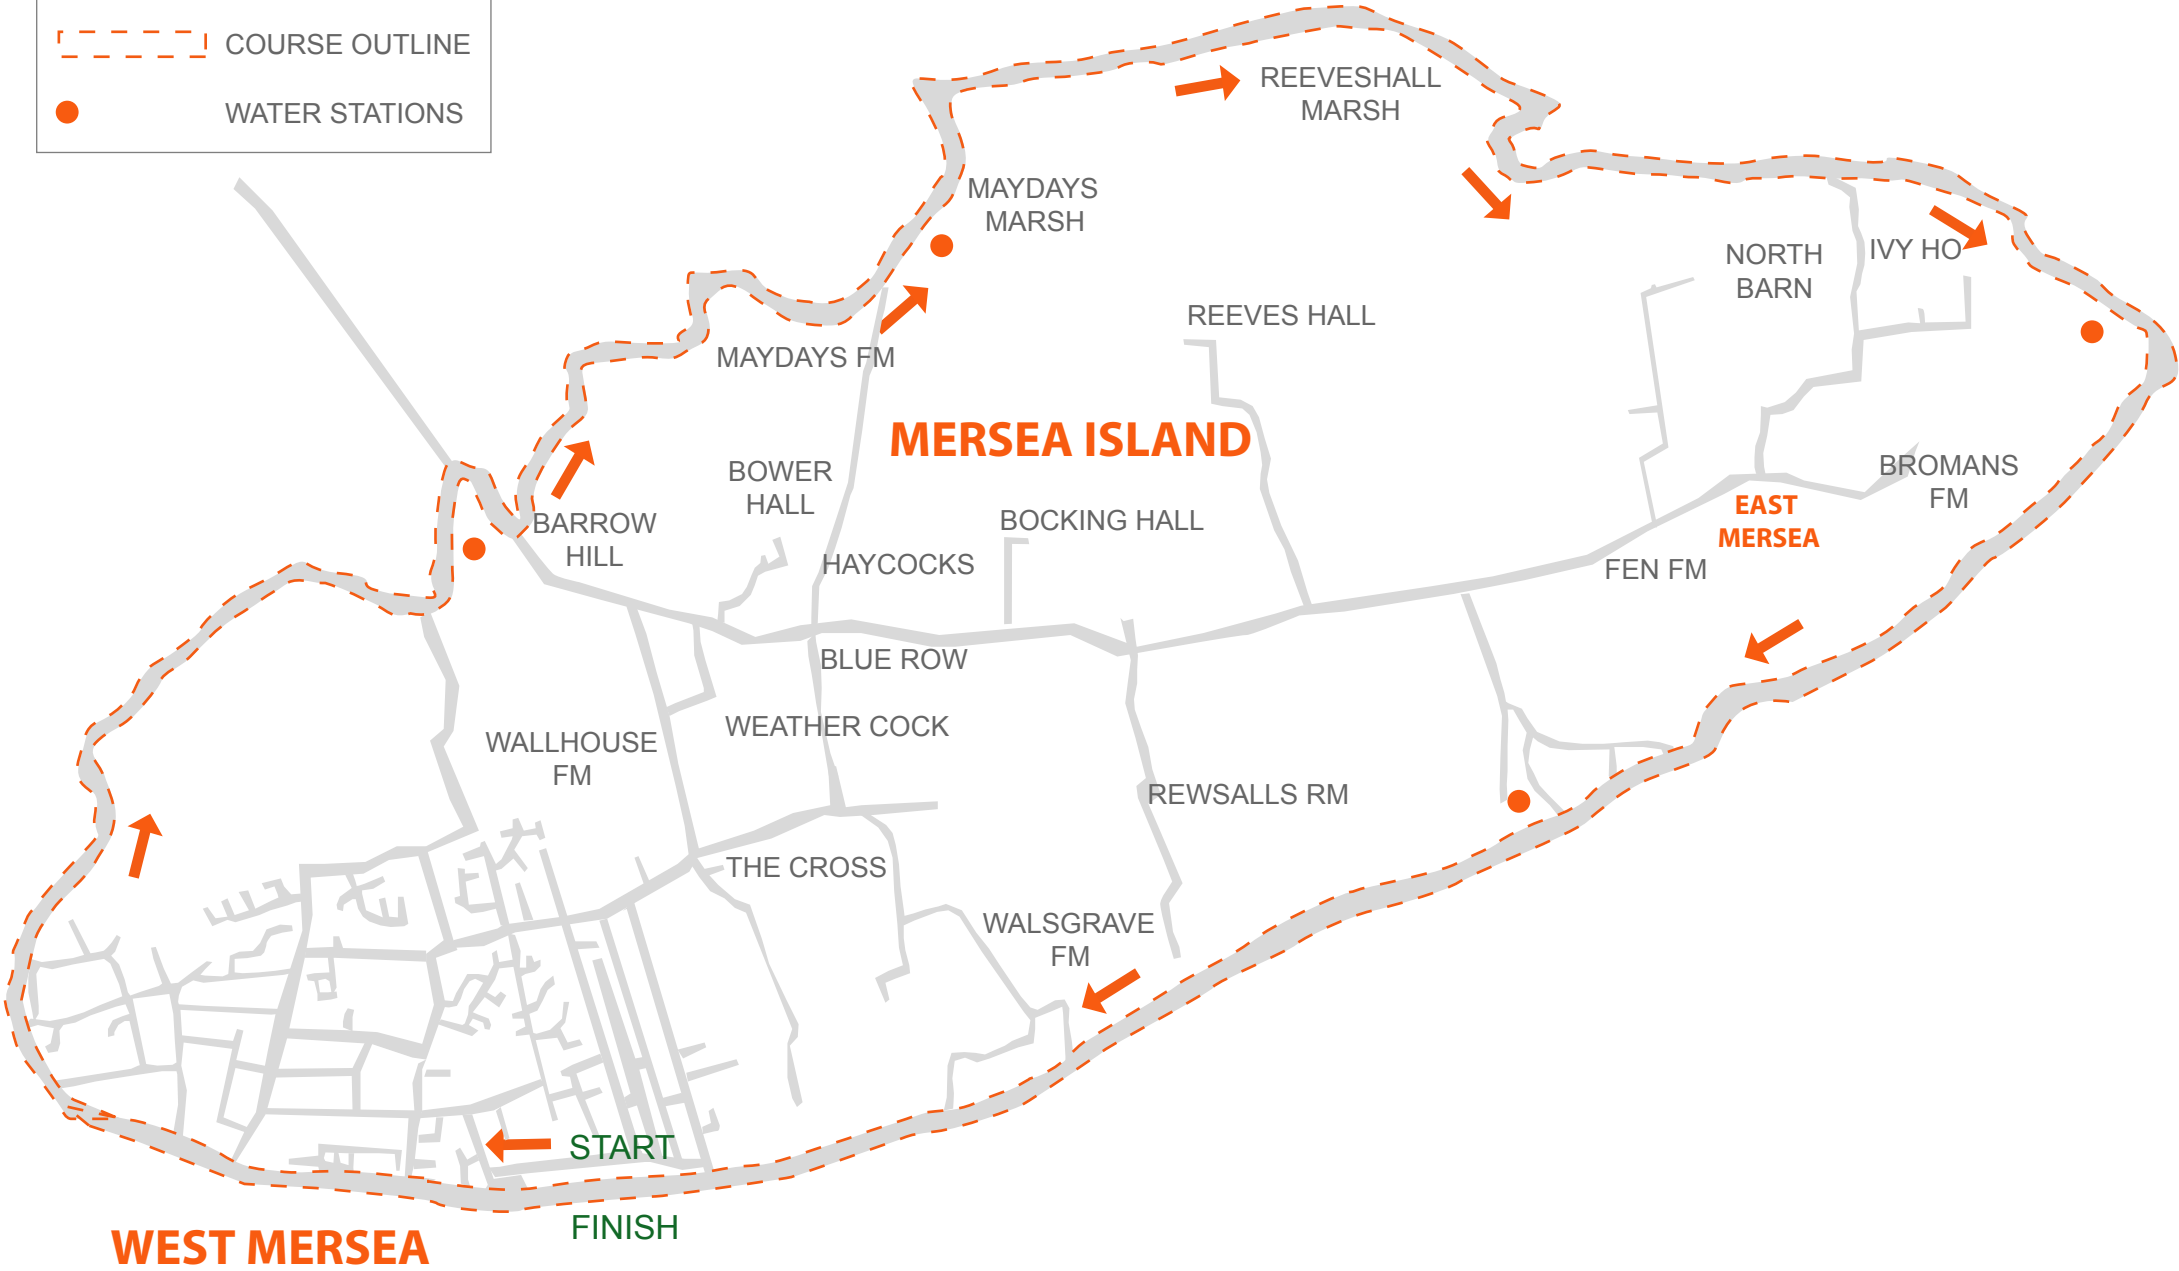 COURSE OUTLINE
WATER STATIONS
REEVESHALL
MARSH
MAYDAYS
MARSH
NORTH
BARN
IVY HO
REEVES HALL
MAYDAYS FM
MERSEA ISLAND
BOWER
HALL
BROMANS
FM
EAST
MERSEA
BARROW
HILL
BOCKING HALL
HAYCOCKS
FEN FM
BLUE ROW
WEATHER COCK
WALLHOUSE
FM
REWSALLS RM
THE CROSS
WALSGRAVE
FM
START
FINISH
WEST MERSEA